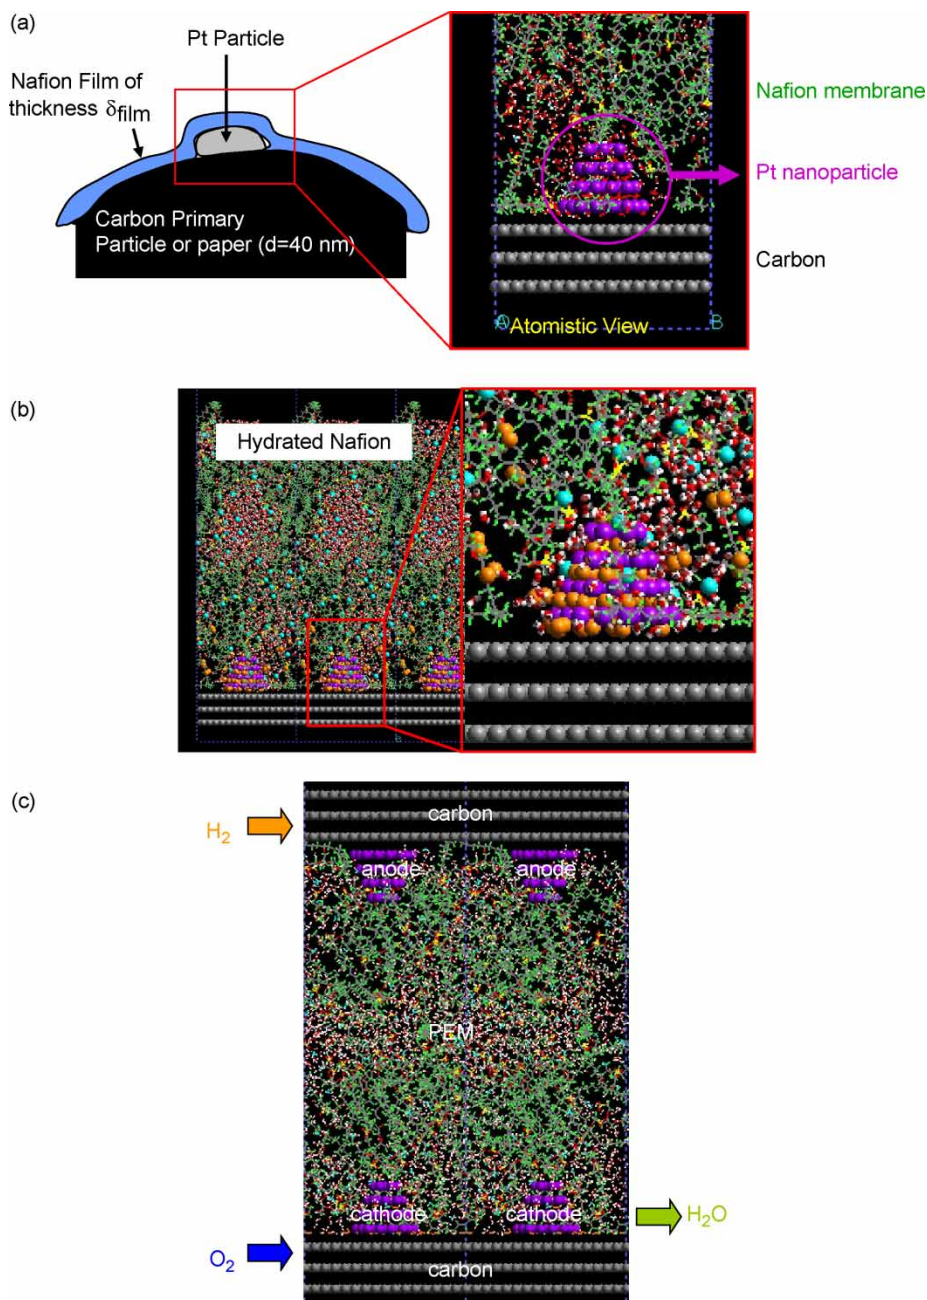 (a)
Pt Particle
Nafion Film of
thickness δfilm
Carbon Primary
Particle or paper (d=40 nm)
Nafion membrane
Pt nanoparticle
Carbon
Atomistic View
A
B
(b)
Hydrated Nafion
(c)
carbon
H₂
anode
anode
PEM
cathode
cathode
H₂O
O₂
carbon